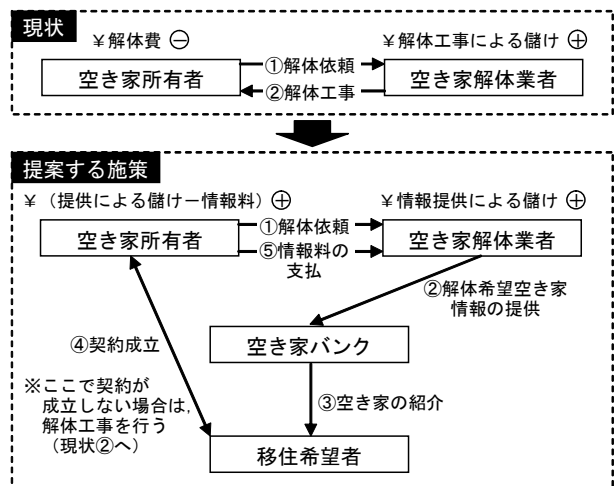 現状
¥解体費 ⊖
¥解体工事による儲け ⊕
空き家所有者
①解体依頼
②解体工事
空き家解体業者
提案する施策
¥ (提供による儲け－情報料) ⊕
¥情報提供による儲け ⊕
空き家所有者
①解体依頼
⑤情報料の
支払
空き家解体業者
②解体希望空き家
情報の提供
④契約成立
空き家バンク
※ここで契約が
成立しない場合は,
解体工事を行う
(現状②へ)
③空き家の紹介
移住希望者